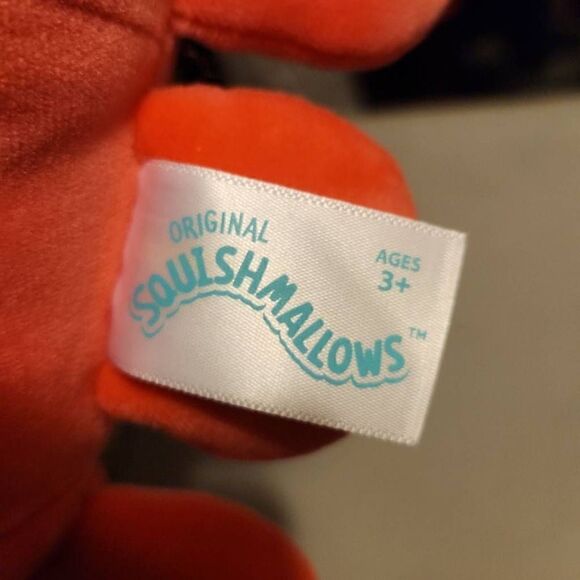 ORIGINAL
SQUISHMALLOWS™
AGES
3+